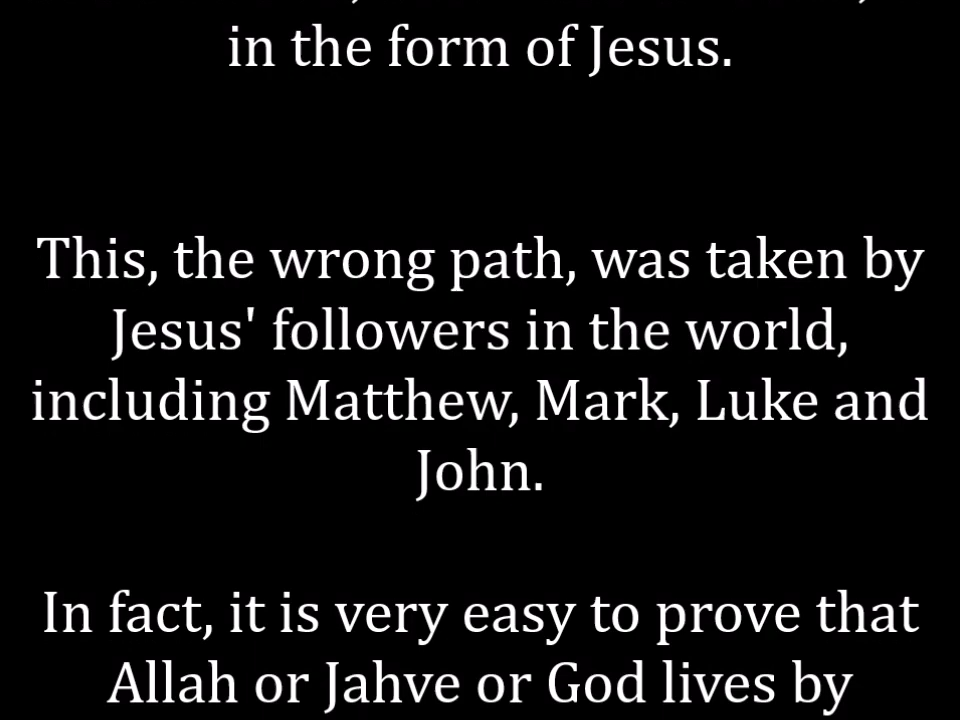 in the form of Jesus.
This, the wrong path, was taken by
Jesus' followers in the world,
including Matthew, Mark, Luke and
John.
In fact, it is very easy to prove that
Allah or Jahve or God lives by